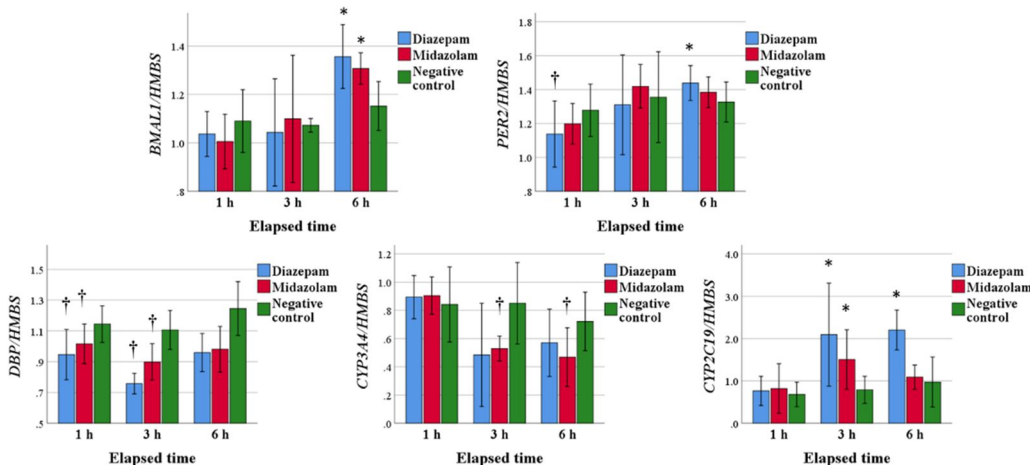 BMAL1/HMBS
1.4
1.2
1.0
.8
*
*
1 h
3 h
6 h
Elapsed time
Diazepam
Midazolam
Negative
control
PER2/HMBS
1.8
1.6
1.4
1.2
1.0
.8
†
*
1 h
3 h
6 h
Elapsed time
Diazepam
Midazolam
Negative
control
DBP/HMBS
1.5
1.3
1.1
.9
.7
.5
† †
† †
1 h
3 h
6 h
Elapsed time
Diazepam
Midazolam
Negative
control
CYP3A4/HMBS
1.2
1.0
.8
.6
.4
.2
.0
†
†
1 h
3 h
6 h
Elapsed time
Diazepam
Midazolam
Negative
control
CYP2C19/HMBS
4.0
3.0
2.0
1.0
.0
*
*
*
1 h
3 h
6 h
Elapsed time
Diazepam
Midazolam
Negative
control